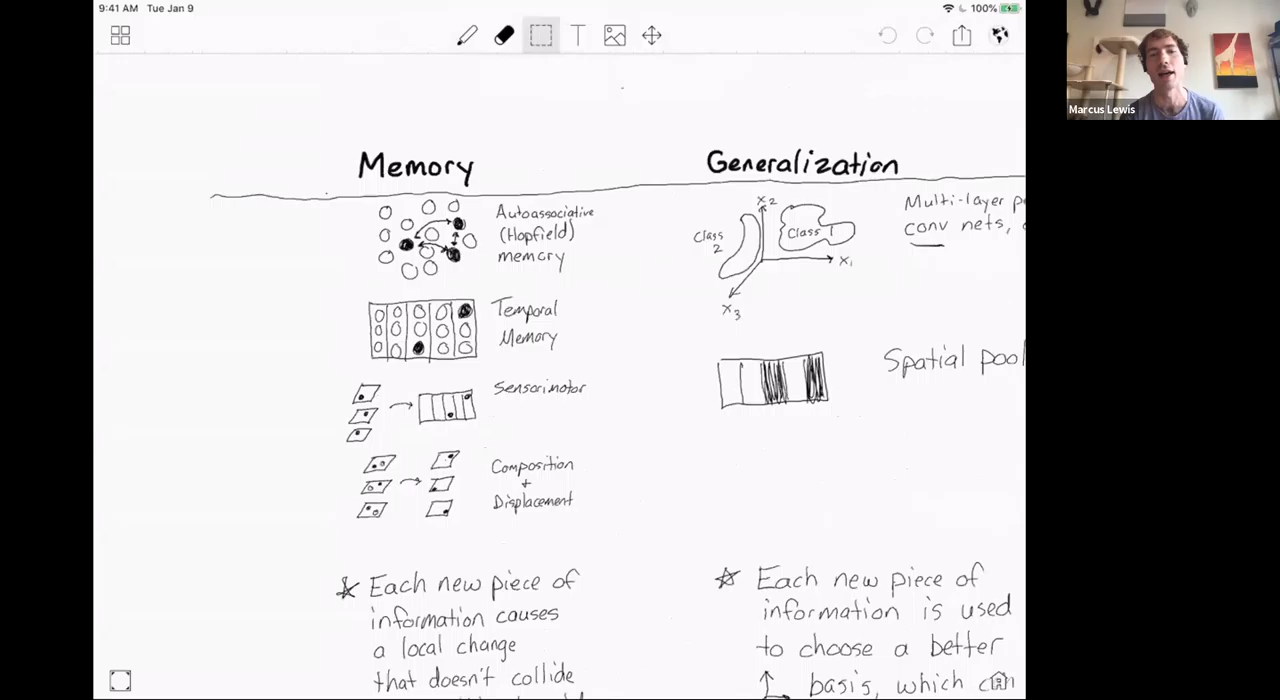 9:41 AM Tue Jan 9
100%
Marcus Lewis
Memory
Generalization
Autoassociative
(Hopfield)
memory
Temporal
Memory
Sensorimotor
Composition
+
Displacement
Class
2
Class 1
x2
x1
x3
Multi-layer p
conv nets,
Spatial pool
☆ Each new piece of
information causes
a local change
that doesn't collide
☆ Each new piece of
information is used
to choose a better
↑ basis, which can
T